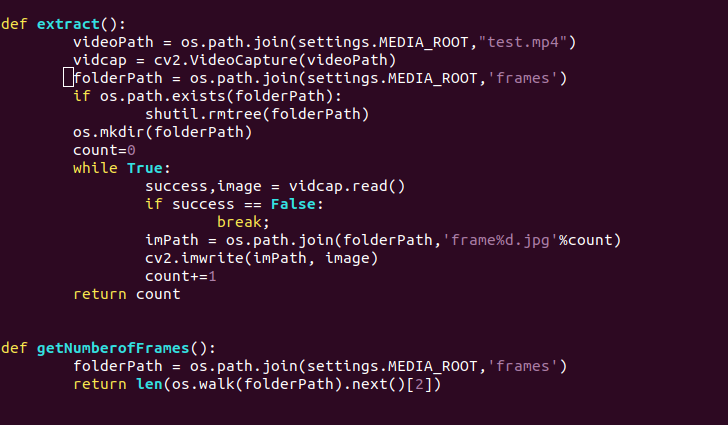 def extract():
        videoPath = os.path.join(settings.MEDIA_ROOT,"test.mp4")
        vidcap = cv2.VideoCapture(videoPath)
        folderPath = os.path.join(settings.MEDIA_ROOT,'frames')
        if os.path.exists(folderPath):
                shutil.rmtree(folderPath)
        os.mkdir(folderPath)
        count=0
        while True:
                success,image = vidcap.read()
                if success == False:
                        break;
                imPath = os.path.join(folderPath,'frame%d.jpg'%count)
                cv2.imwrite(imPath, image)
                count+=1
        return count
def getNumberofFrames():
        folderPath = os.path.join(settings.MEDIA_ROOT,'frames')
        return len(os.walk(folderPath).next()[2])